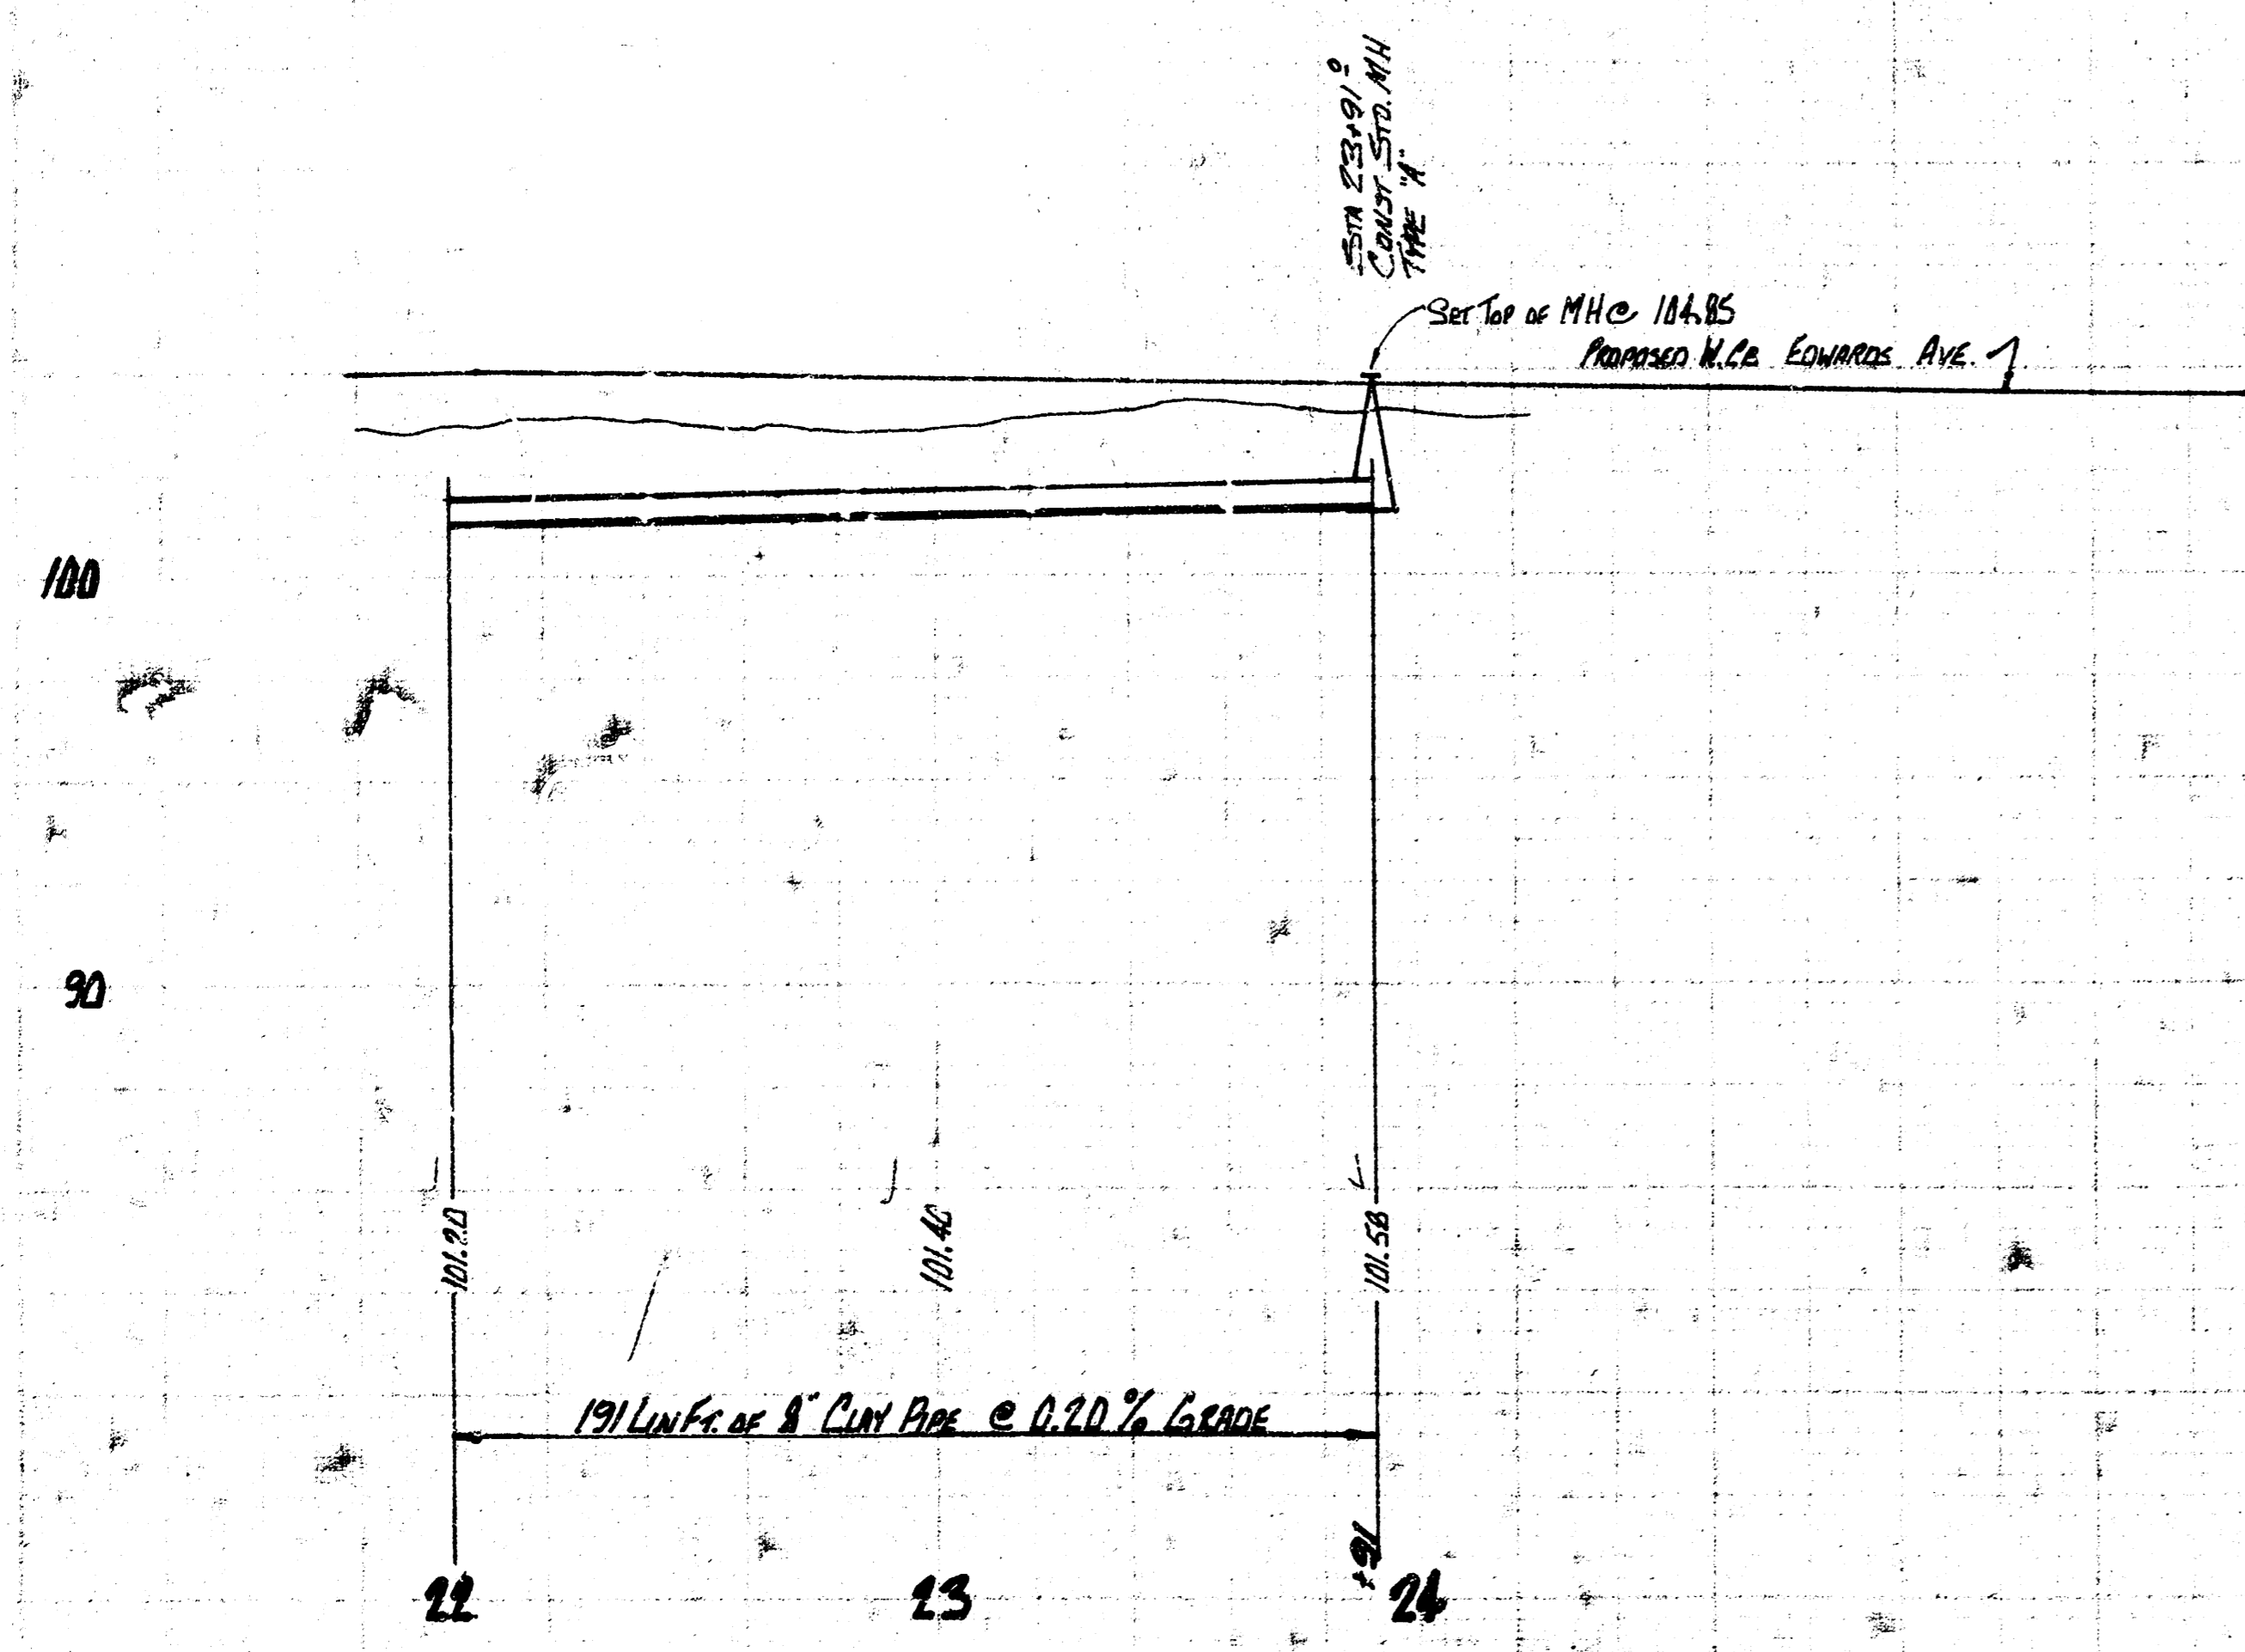 STA 23+91 º
CONST STD. MH
TYPE "A"
SET TOP OF MH @ 104.85
PROPOSED EDWARDS AVE.
100
90
101.20
101.40
101.58
191 LIN FT. OF 8" CLAY PIPE @ 0.20 % GRADE
+91
22
23
24